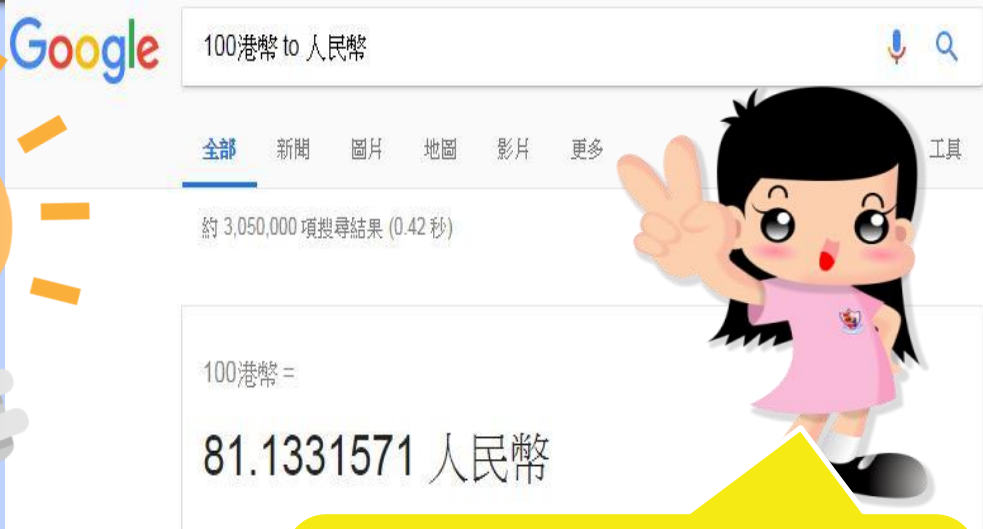 Google 100港幣 to 人民幣
全部 新聞 圖片 地圖 影片 更多 工具
約 3,050,000 項搜尋結果 (0.42 秒)
100港幣 =
81.1331571 人民幣